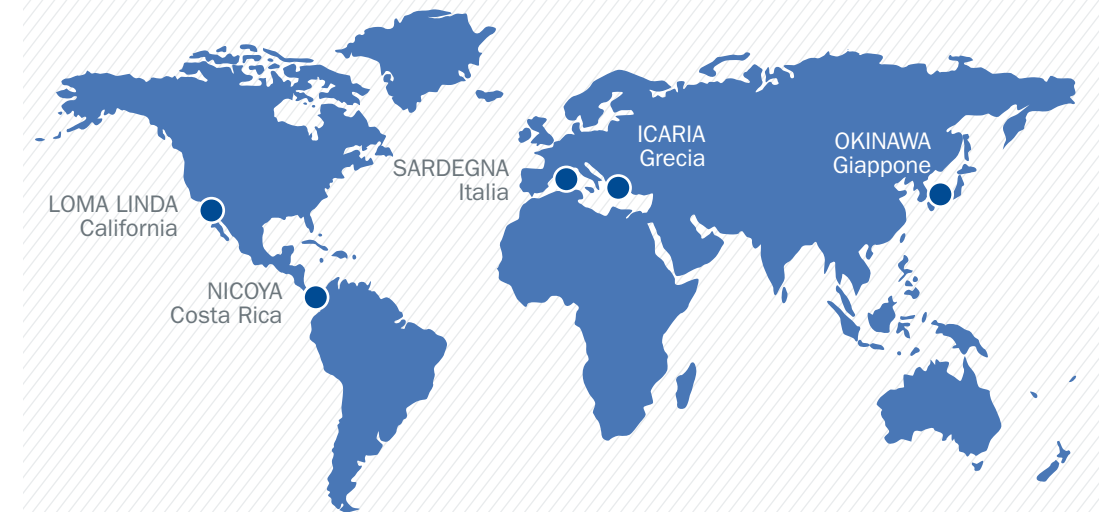 ICARIA
Grecia
OKINAWA
Giappone
SARDEGNA
Italia
LOMA LINDA
California
NICOYA
Costa Rica